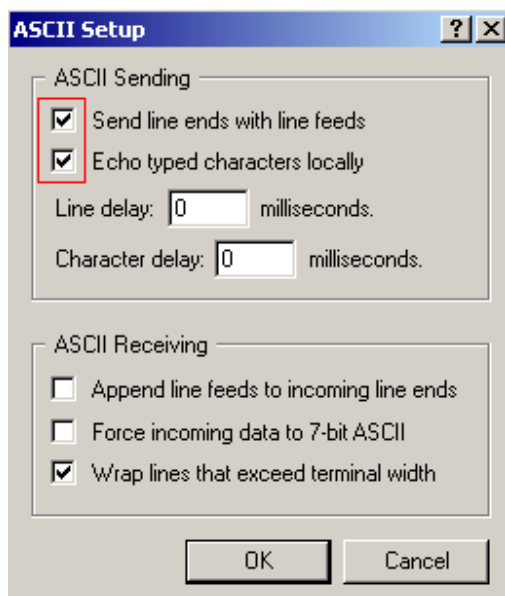 ASCII Setup
ASCII Sending
Send line ends with line feeds
Echo typed characters locally
Line delay: 0 milliseconds.
Character delay: 0 milliseconds.
ASCII Receiving
Append line feeds to incoming line ends
Force incoming data to 7-bit ASCII
Wrap lines that exceed terminal width
OK Cancel